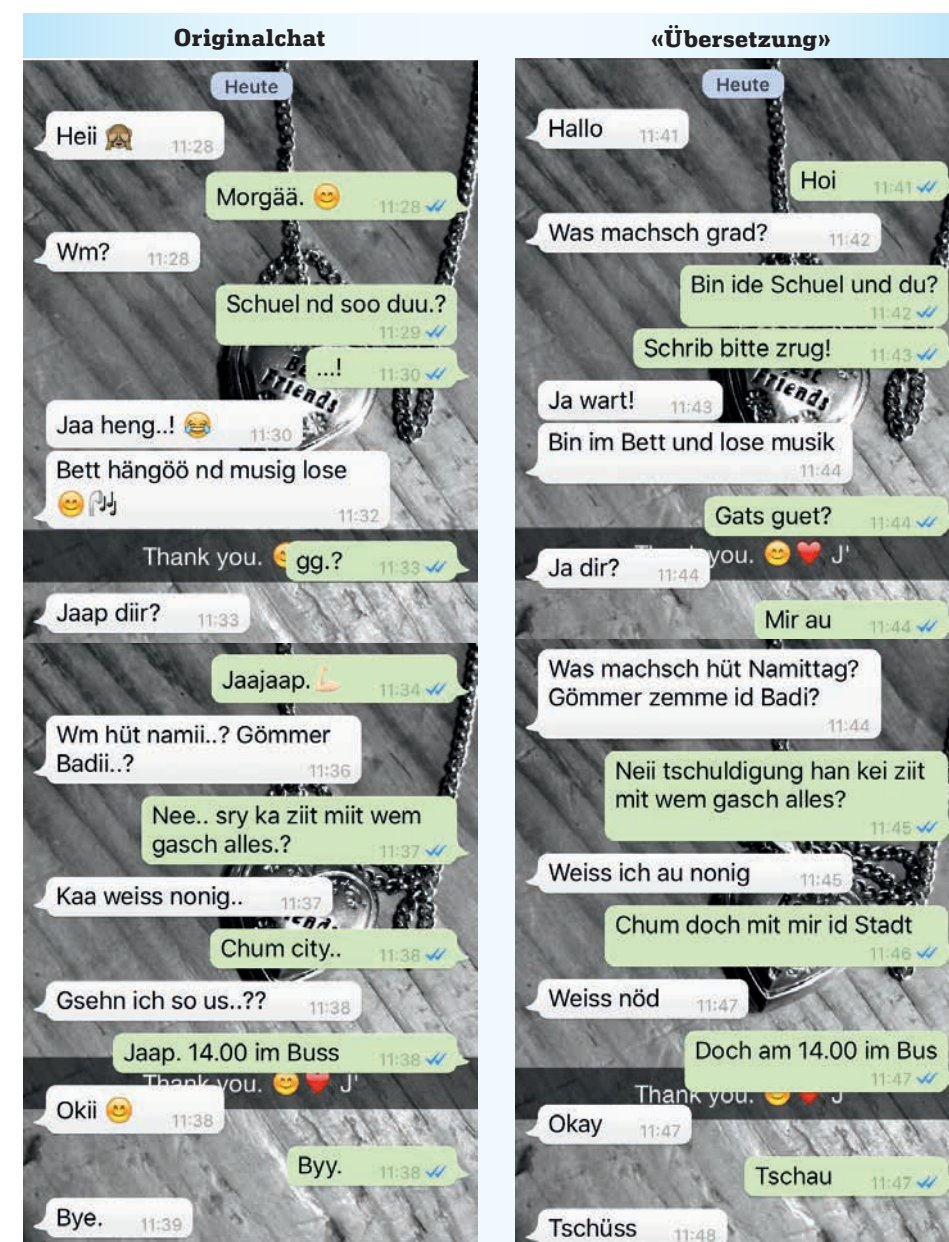 Originalchat
Heute
Heii 🙈 11:28
Morgää. 😊 11:28
Wm? 11:28
Schuel nd soo duu.?
11:29
...! 11:30
Jaa heng..! 😂 11:30
Bett hängöö nd musig lose
😊🎧 11:32
Thank you.
gg.? 11:33
Jaap diir? 11:33
Jaajaap.💪 11:34
Wm hüt namii..? Gömmer
Badii..? 11:36
Nee.. sry ka ziit miit wem
gasch alles.? 11:37
Kaa weiss nonig.. 11:37
Chum city.. 11:38
Gsehn ich so us..?? 11:38
Jaap. 14.00 im Buss 11:38
Thank you. 😊❤️ J'
Okii 😊 11:38
Byy. 11:38
Bye. 11:39
«Übersetzung»
Heute
Hallo 11:41
Hoi 11:41
Was machsch grad? 11:42
Bin ide Schuel und du?
11:42
Schrib bitte zrug! 11:43
Friends
Ja wart! 11:43
Bin im Bett und lose musik
11:44
Gats guet? 11:44
you. 😊❤️ J'
Ja dir? 11:44
Mir au 11:44
Was machsch hüt Namittag?
Gömmer zemme id Badi?
11:44
Neii tschuldigung han kei ziit
mit wem gasch alles?
11:45
Weiss ich au nonig 11:45
Chum doch mit mir id Stadt
11:46
Weiss nöd 11:47
Doch am 14.00 im Bus
11:47
Thank you.
Okay 11:47
Tschau 11:47
Tschüss 11:48